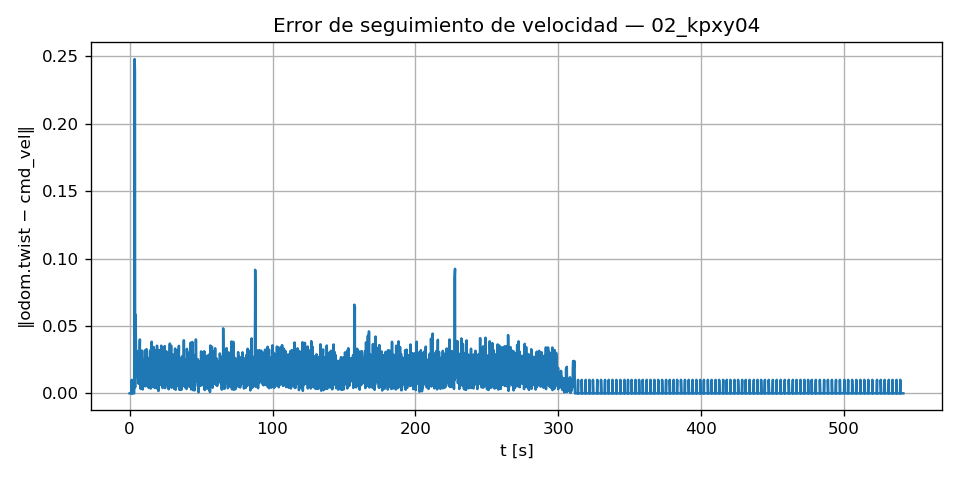 Error de seguimiento de velocidad — 02_kpxy04
‖odom.twist − cmd_vel‖
0.25
0.20
0.15
0.10
0.05
0.00
0 100 200 300 400 500
t [s]